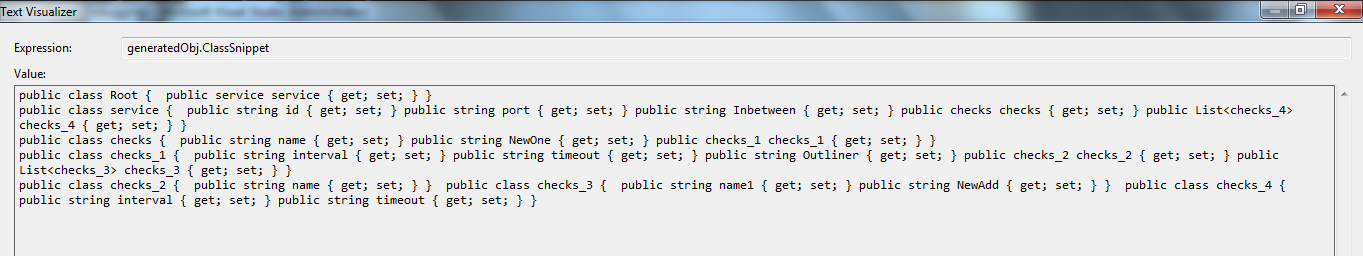 Text Visualizer
Expression: generatedObj.ClassSnippet
Value:
public class Root {  public service service { get; set; } }
public class service {  public string id { get; set; } public string port { get; set; } public string Inbetween { get; set; } public checks checks { get; set; } public List<checks_4>
checks_4 { get; set; } }
public class checks {  public string name { get; set; } public string NewOne { get; set; } public checks_1 checks_1 { get; set; } }
public class checks_1 {  public string interval { get; set; } public string timeout { get; set; } public string Outliner { get; set; } public checks_2 checks_2 { get; set; } public
List<checks_3> checks_3 { get; set; } }
public class checks_2 {  public string name { get; set; } }  public class checks_3 {  public string name1 { get; set; } public string NewAdd { get; set; } }  public class checks_4 {
public string interval { get; set; } public string timeout { get; set; } }